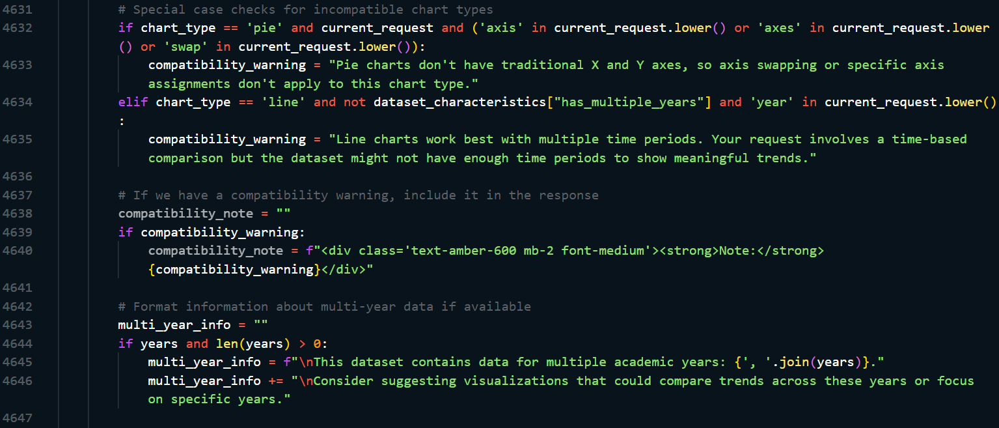 4631 # Special case checks for incompatible chart types
4632 if chart_type == 'pie' and current_request and ('axis' in current_request.lower() or 'axes' in current_request.lower
() or 'swap' in current_request.lower()):
4633 compatibility_warning = "Pie charts don't have traditional X and Y axes, so axis swapping or specific axis
assignments don't apply to this chart type."
4634 elif chart_type == 'line' and not dataset_characteristics["has_multiple_years"] and 'year' in current_request.lower()
:
4635 compatibility_warning = "Line charts work best with multiple time periods. Your request involves a time-based
comparison but the dataset might not have enough time periods to show meaningful trends."
4636
4637 # If we have a compatibility warning, include it in the response
4638 compatibility_note = ""
4639 if compatibility_warning:
4640 compatibility_note = f"<div class='text-amber-600 mb-2 font-medium'><strong>Note:</strong>
{compatibility_warning}</div>"
4641
4642 # Format information about multi-year data if available
4643 multi_year_info = ""
4644 if years and len(years) > 0:
4645 multi_year_info = f"\nThis dataset contains data for multiple academic years: {', '.join(years)}."
4646 multi_year_info += "\nConsider suggesting visualizations that could compare trends across these years or focus
on specific years."
4647